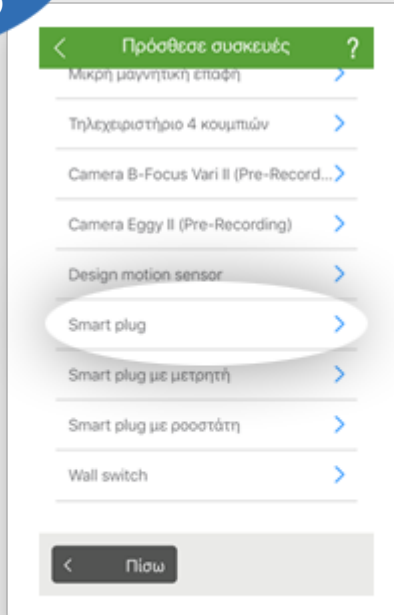 Πρόσθεσε συσκευές ?
Μικρή μαγνητική επαφή
Τηλεχειριστήριο 4 κουμπιών
Camera B-Focus Vari II (Pre-Record...
Camera Eggy II (Pre-Recording)
Design motion sensor
Smart plug
Smart plug με μετρητή
Smart plug με ροοστάτη
Wall switch
Πίσω